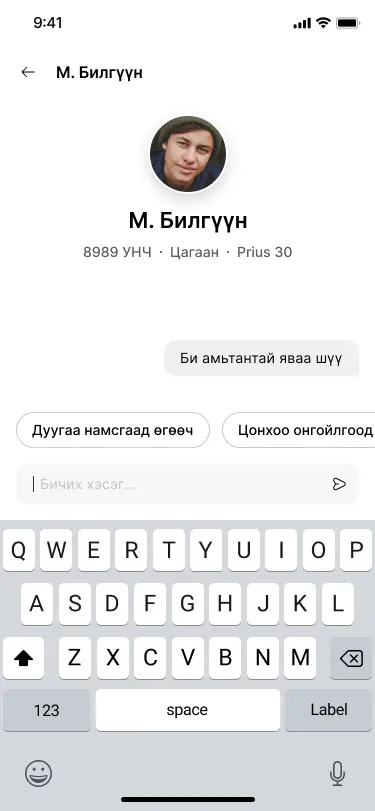 9:41
М. Билгүүн
М. Билгүүн
8989 УНЧ · Цагаан · Prius 30
Би амьтантай яваа шүү
Дуугаа намсгаад өгөөч
Цонхоо онгойлгоод
Бичих хэсэг...
Q W E R T Y U I O P
A S D F G H J K L
Z X C V B N M
123 space Label